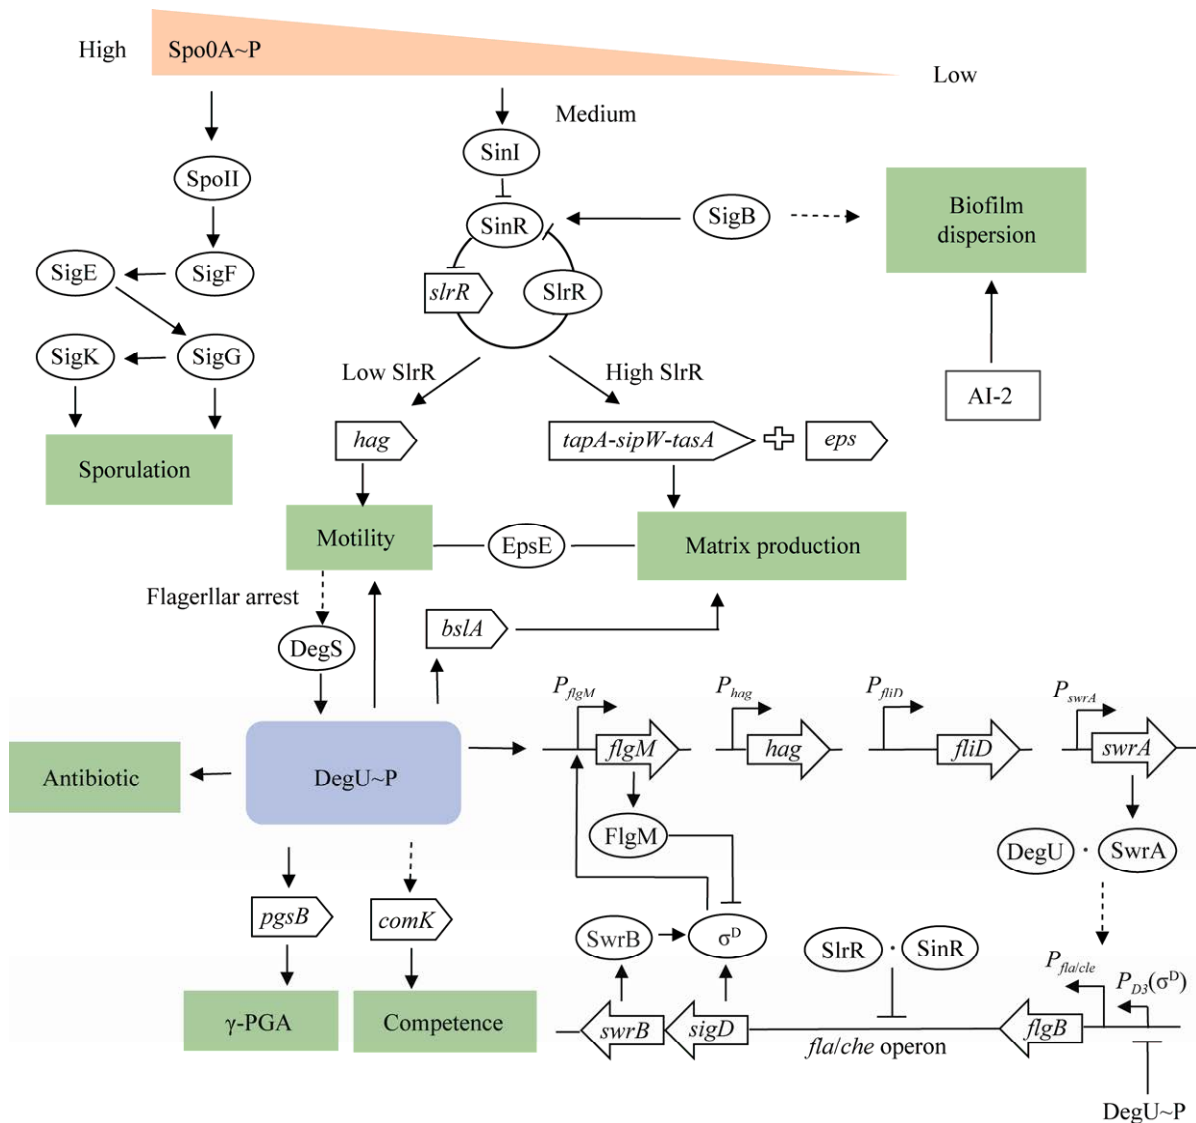 High
Spo0A~P
Low
Medium
SinI
SpoII
SinR
SigB
Biofilm
dispersion
SigE
SigF
slrR
SlrR
SigK
SigG
Low SlrR
High SlrR
AI-2
hag
tapA-sipW-tasA
eps
Sporulation
Motility
EpsE
Matrix production
Flagerllar arrest
DegS
bslA
PflgM
Phag
PfliD
PswrA
flgM
hag
fliD
swrA
Antibiotic
DegU~P
FlgM
DegU · SwrA
pgsB
comK
SwrB
σD
SlrR · SinR
Pfla/cle
PD3(σD)
γ-PGA
Competence
swrB
sigD
flgB
fla/che operon
DegU~P